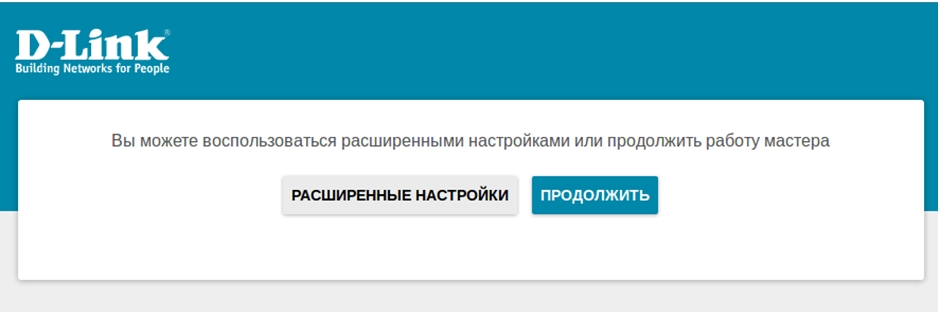 D-Link®
Building Networks for People
Вы можете воспользоваться расширенными настройками или продолжить работу мастера
РАСШИРЕННЫЕ НАСТРОЙКИ ПРОДОЛЖИТЬ